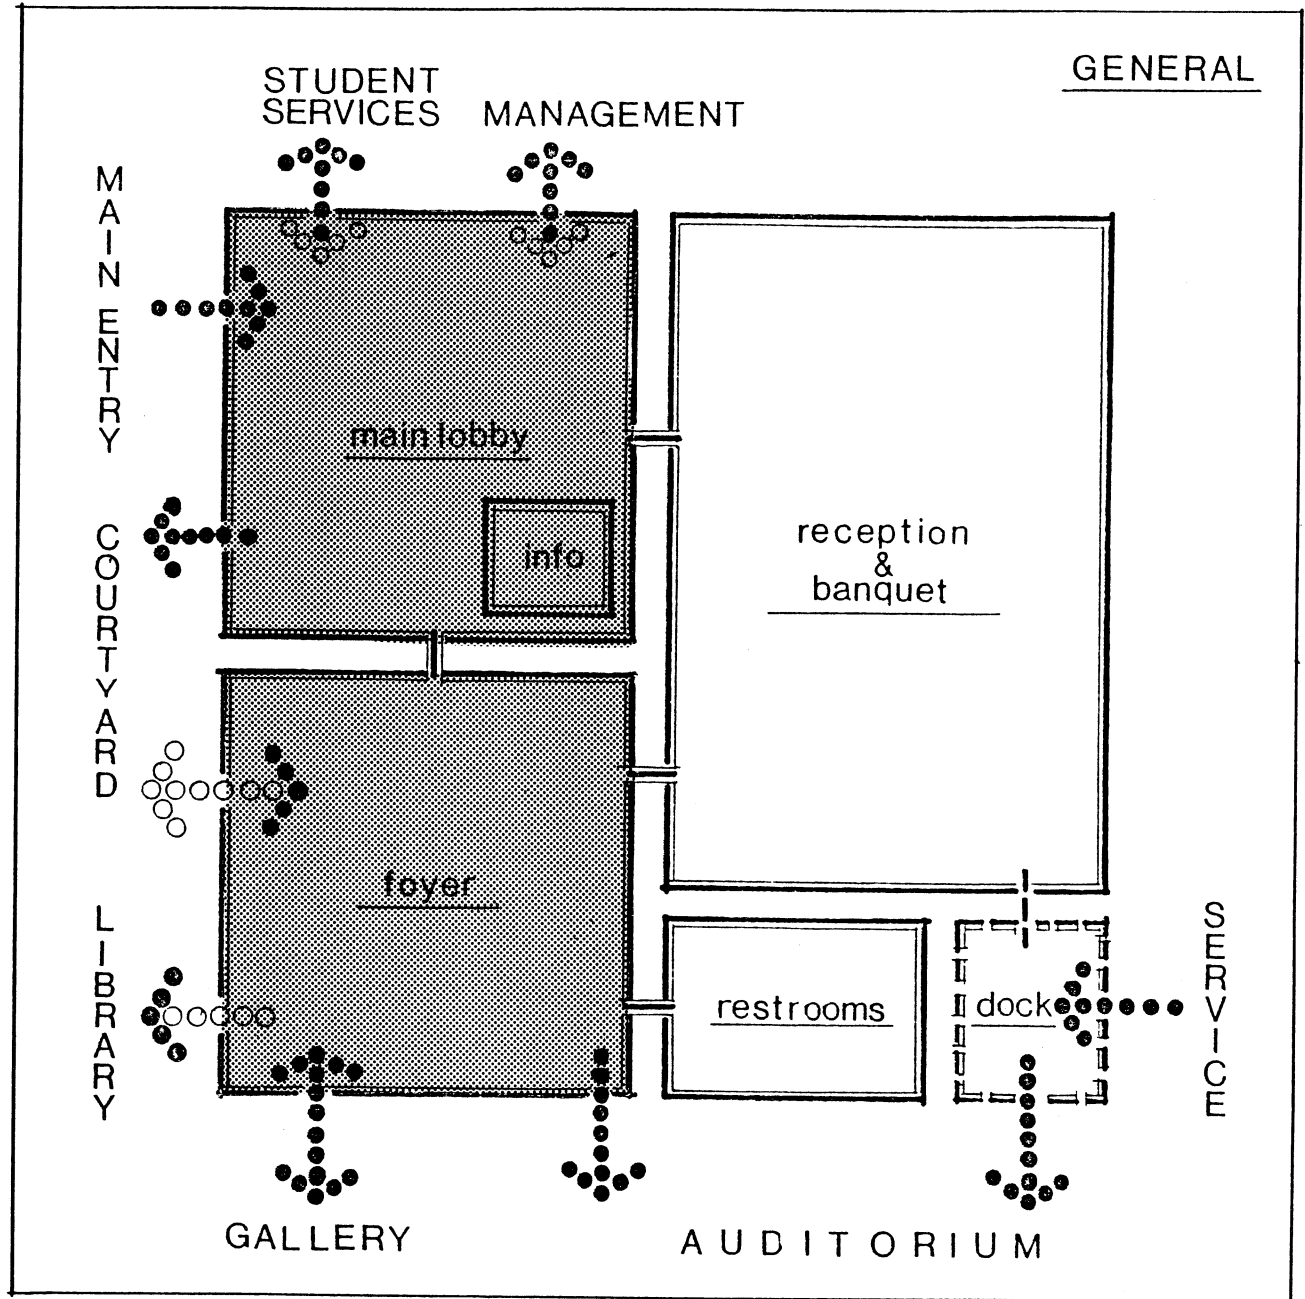 GENERAL
STUDENT
SERVICES
MANAGEMENT
MAIN ENTRY
COURTYARD
LIBRARY
main lobby
info
reception
&
banquet
foyer
restrooms
dock
SERVICE
GALLERY
AUDITORIUM